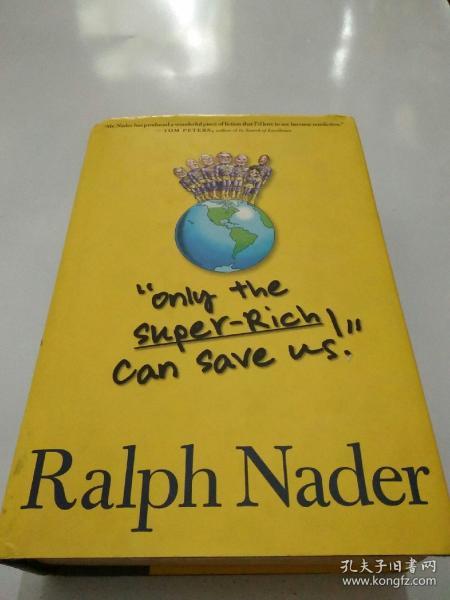 "Mr. Nader has produced a wonderful piece of fiction that I'd love to see become nonfiction."
— TOM PETERS, author of In Search of Excellence
"only the
super-Rich
can save us!"
Ralph Nader
孔夫子旧书网
www.kongfz.com